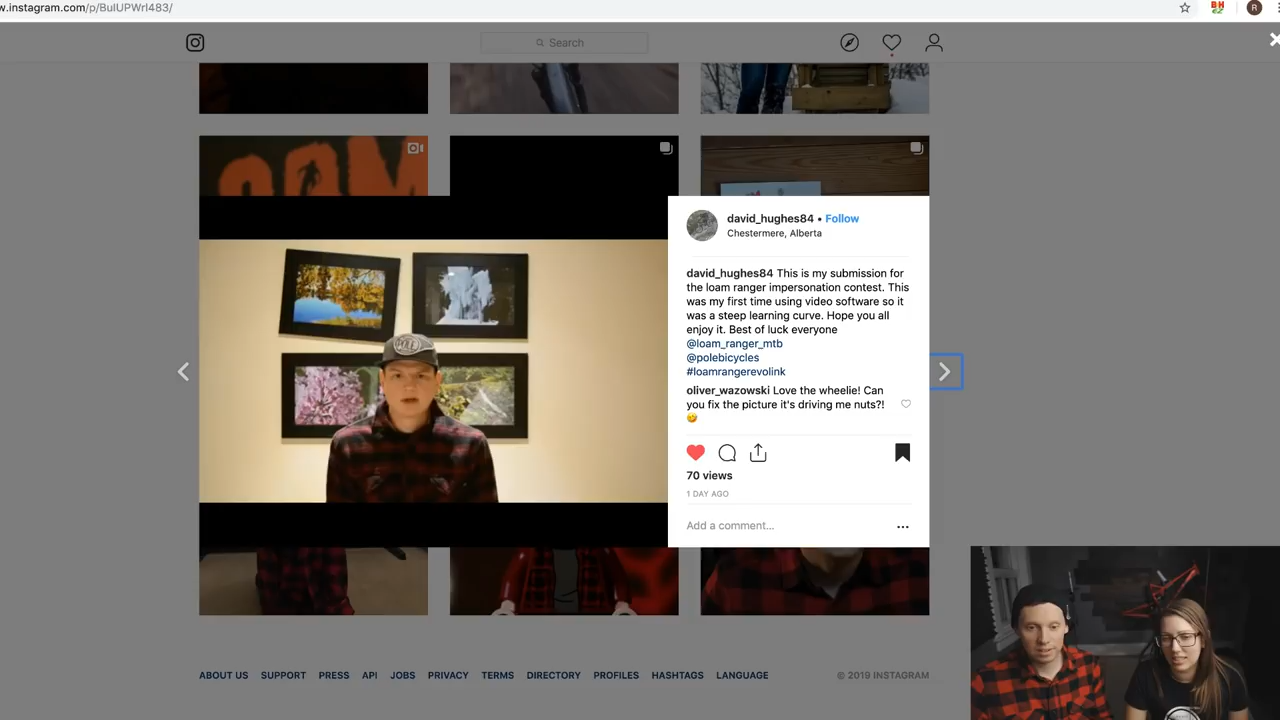 w.instagram.com/p/BuIUPWrI483/
R
Search
david_hughes84 • Follow
Chestermere, Alberta
david_hughes84 This is my submission for
the loam ranger impersonation contest. This
was my first time using video software so it
was a steep learning curve. Hope you all
enjoy it. Best of luck everyone
@loam_ranger_mtb
@polebicycles
#loamrangerevolink
oliver_wazowski Love the wheelie! Can
you fix the picture it's driving me nuts?!
70 views
1 DAY AGO
Add a comment...
ABOUT US SUPPORT PRESS API JOBS PRIVACY TERMS DIRECTORY PROFILES HASHTAGS LANGUAGE © 2019 INSTAGRAM